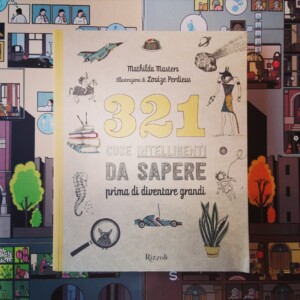 Mathilda Masters
Illustrazioni di Louize Perdieus
321
COSE INTELLIGENTI
DA SAPERE
prima di diventare grandi
Rizzoli